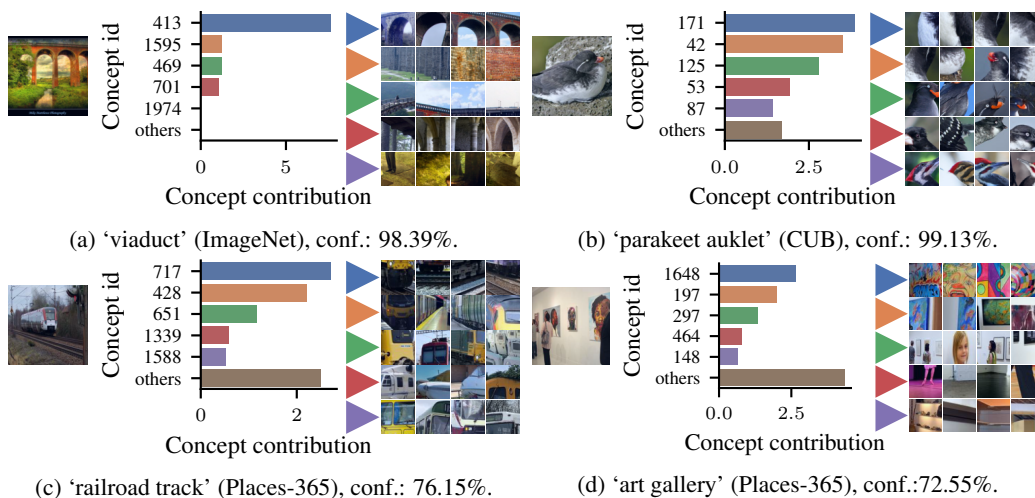 Concept id
413
1595
469
701
1974
others
0
5
Concept contribution
(a) ‘viaduct’ (ImageNet), conf.: 98.39%.
Concept id
171
42
125
53
87
others
0.0
2.5
Concept contribution
(b) ‘parakeet auklet’ (CUB), conf.: 99.13%.
Concept id
717
428
651
1339
1588
others
0
2
Concept contribution
(c) ‘railroad track’ (Places-365), conf.: 76.15%.
Concept id
1648
197
297
464
148
others
0.0
2.5
Concept contribution
(d) ‘art gallery’ (Places-365), conf.:72.55%.